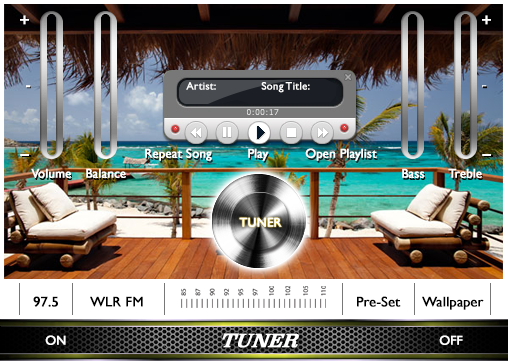 Artist: Song Title:
0:00:17
Repeat Song Play Open Playlist
Volume Balance Bass Treble
TUNER
85 87 90 92 95 97 100 102 105 110
97.5 WLR FM Pre-Set Wallpaper
ON TUNER OFF